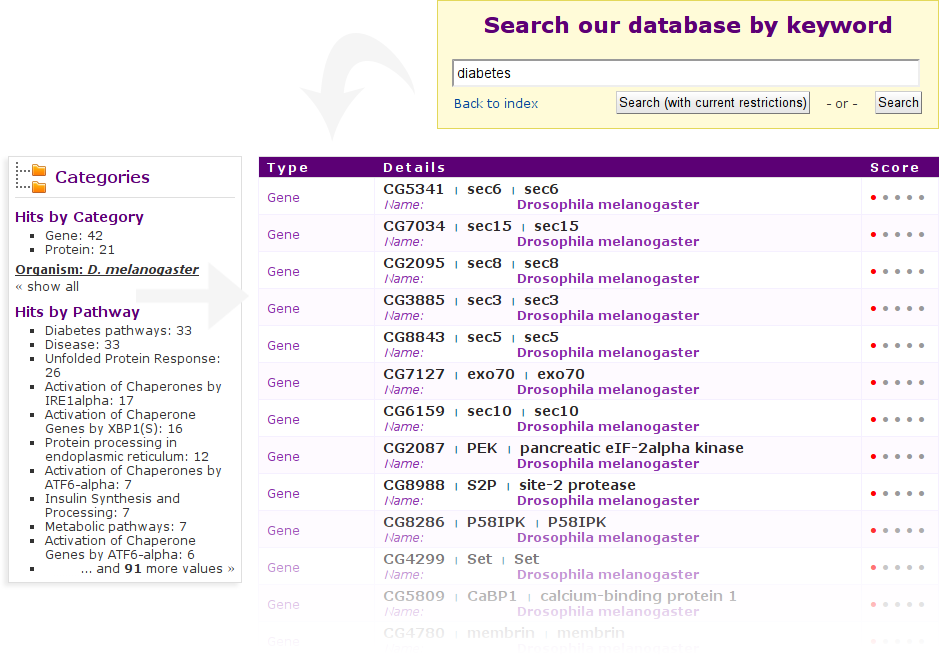 Search our database by keyword
diabetes
Back to index
Search (with current restrictions)
- or -
Search
Categories
Hits by Category
Gene: 42
Protein: 21
Organism: D. melanogaster
« show all
Hits by Pathway
Diabetes pathways: 33
Disease: 33
Unfolded Protein Response:
26
Activation of Chaperones by
IRE1alpha: 17
Activation of Chaperone
Genes by XBP1(S): 16
Protein processing in
endoplasmic reticulum: 12
Activation of Chaperones by
ATF6-alpha: 7
Insulin Synthesis and
Processing: 7
Metabolic pathways: 7
Activation of Chaperone
Genes by ATF6-alpha: 6
... and 91 more values »
Type Details Score
Gene CG5341 | sec6 | sec6
Name: Drosophila melanogaster
Gene CG7034 | sec15 | sec15
Name: Drosophila melanogaster
Gene CG2095 | sec8 | sec8
Name: Drosophila melanogaster
Gene CG3885 | sec3 | sec3
Name: Drosophila melanogaster
Gene CG8843 | sec5 | sec5
Name: Drosophila melanogaster
Gene CG7127 | exo70 | exo70
Name: Drosophila melanogaster
Gene CG6159 | sec10 | sec10
Name: Drosophila melanogaster
Gene CG2087 | PEK | pancreatic eIF-2alpha kinase
Name: Drosophila melanogaster
Gene CG8988 | S2P | site-2 protease
Name: Drosophila melanogaster
Gene CG8286 | P58IPK | P58IPK
Name: Drosophila melanogaster
Gene CG4299 | Set | Set
Name: Drosophila melanogaster
Gene CG5809 | CaBP1 | calcium-binding protein 1
Name: Drosophila melanogaster
Gene CG4780 | membrin | membrin
Name: Drosophila melanogaster